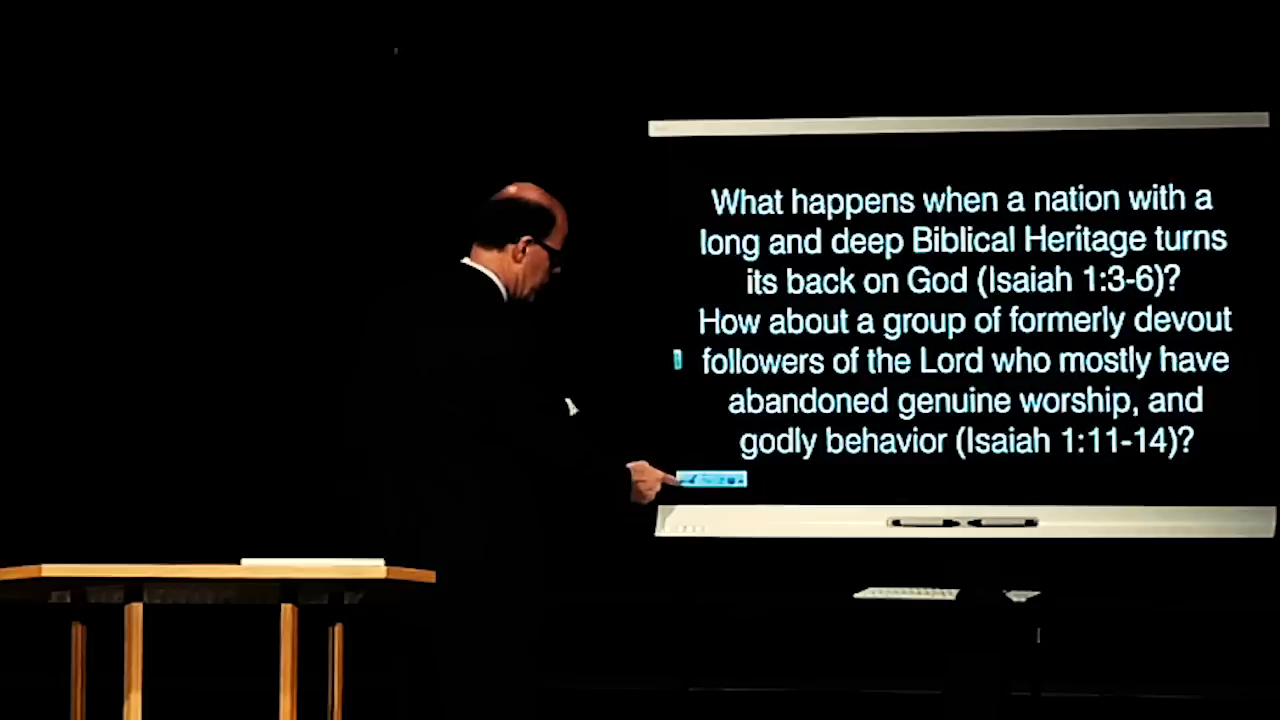 What happens when a nation with a
long and deep Biblical Heritage turns
its back on God (Isaiah 1:3-6)?
How about a group of formerly devout
followers of the Lord who mostly have
abandoned genuine worship, and
godly behavior (Isaiah 1:11-14)?